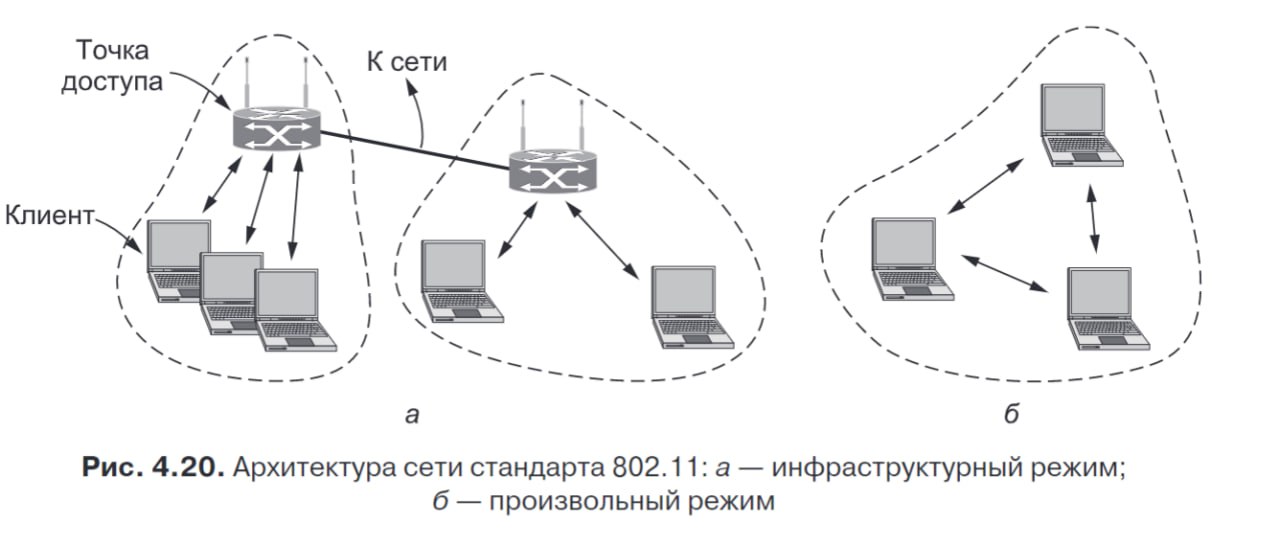 Точка
доступа
К сети
Клиент
а
б
Рис. 4.20. Архитектура сети стандарта 802.11: а — инфраструктурный режим;
б — произвольный режим